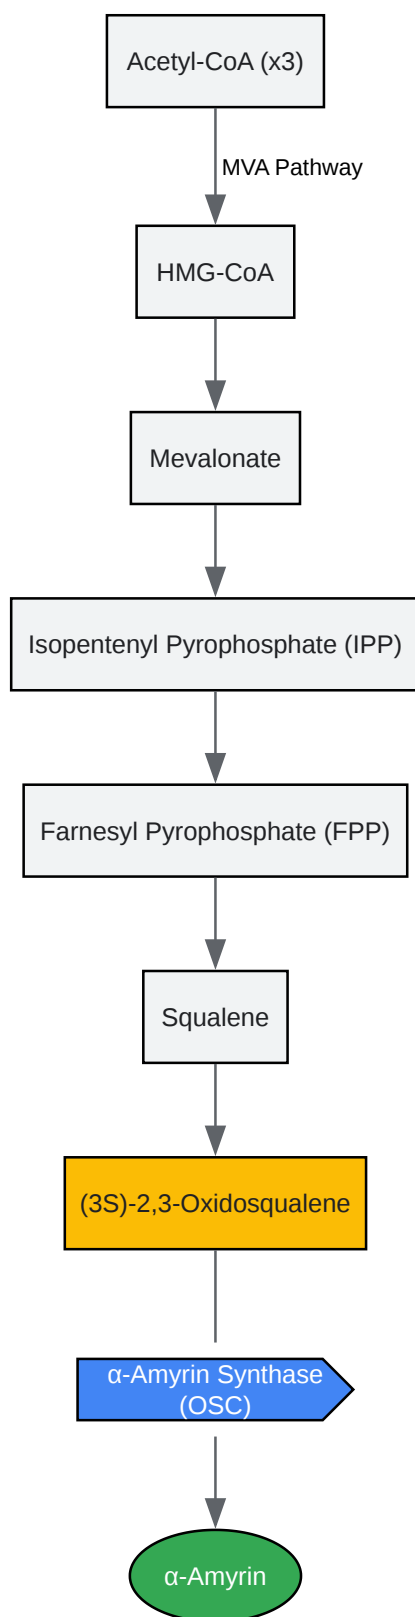 Acetyl-CoA (x3)
MVA Pathway
HMG-CoA
Mevalonate
Isopentenyl Pyrophosphate (IPP)
Farnesyl Pyrophosphate (FPP)
Squalene
(3S)-2,3-Oxidosqualene
α-Amyrin Synthase
(OSC)
α-Amyrin